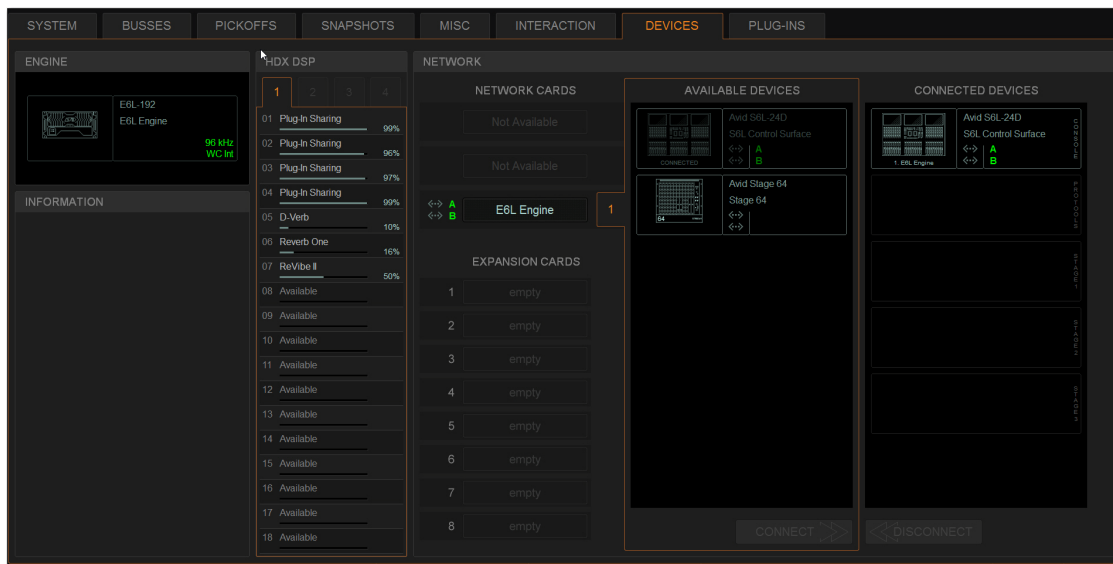 SYSTEM BUSSES PICKOFFS SNAPSHOTS MISC INTERACTION DEVICES PLUG-INS
ENGINE
E6L-192
E6L Engine
96 kHz
WC Int
INFORMATION
HDX DSP
1 2 3 4
01 Plug-In Sharing
99%
02 Plug-In Sharing
96%
03 Plug-In Sharing
97%
04 Plug-In Sharing
99%
05 D-Verb
10%
06 Reverb One
16%
07 ReVibe II
50%
08 Available
09 Available
10 Available
11 Available
12 Available
13 Available
14 Available
15 Available
16 Available
17 Available
18 Available
NETWORK
NETWORK CARDS
Not Available
Not Available
A
B
E6L Engine
1
EXPANSION CARDS
1 empty
2 empty
3 empty
4 empty
5 empty
6 empty
7 empty
8 empty
AVAILABLE DEVICES
Avid S6L-24D
S6L Control Surface
A
B
CONNECTED
Avid Stage 64
Stage 64
64
CONNECT
CONNECTED DEVICES
Avid S6L-24D
S6L Control Surface
A
B
1. E6L Engine
CONSOLE
PROTOOLS
STAGE 1
STAGE 2
STAGE 3
DISCONNECT